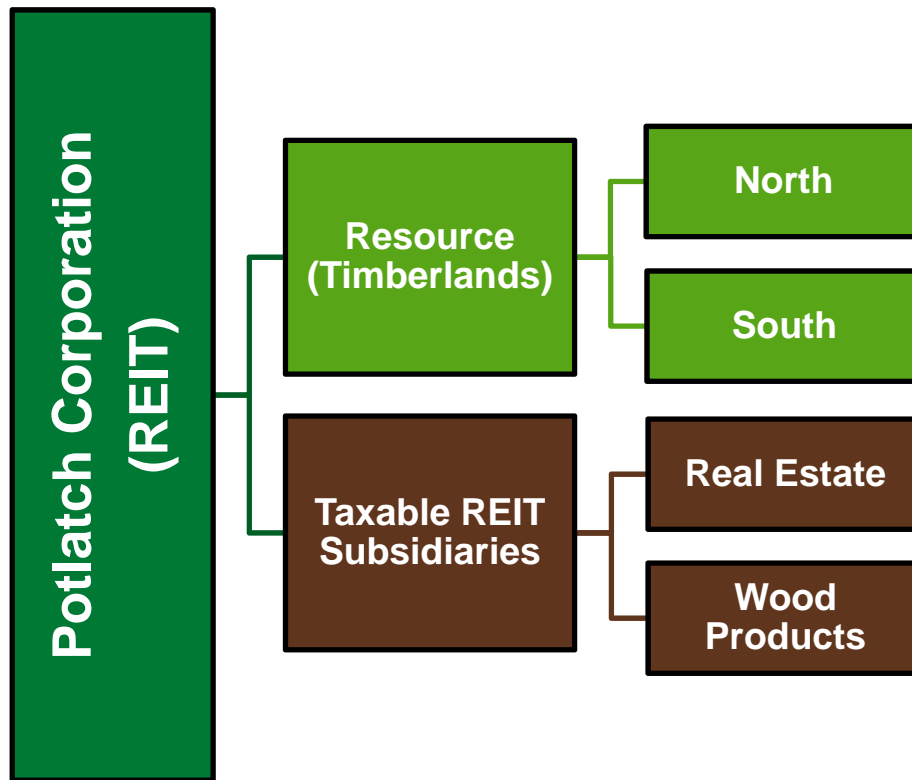 Potlatch Corporation
(REIT)
Resource
(Timberlands)
North
South
Taxable REIT
Subsidiaries
Real Estate
Wood
Products